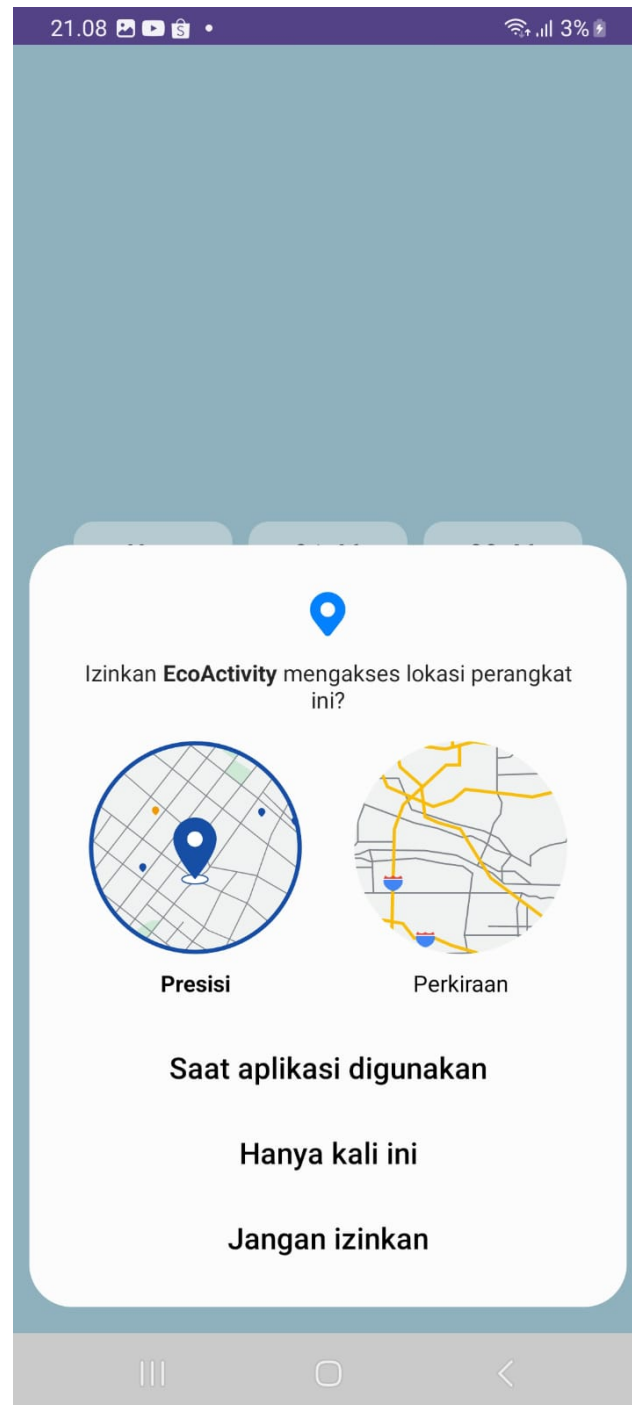 21.08 3%
Izinkan EcoActivity mengakses lokasi perangkat
ini?
Presisi Perkiraan
Saat aplikasi digunakan
Hanya kali ini
Jangan izinkan